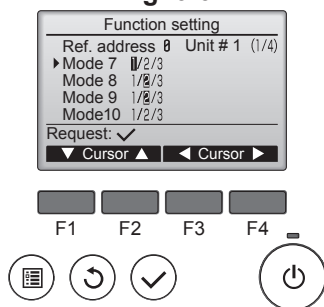 Function setting
Ref. address 0 Unit # 1 (1/4)
Mode 7 1/2/3
Mode 8 1/2/3
Mode 9 1/2/3
Mode10 1/2/3
Request: ✓
▼ Cursor ▲ ◀ Cursor ▶
F1 F2 F3 F4